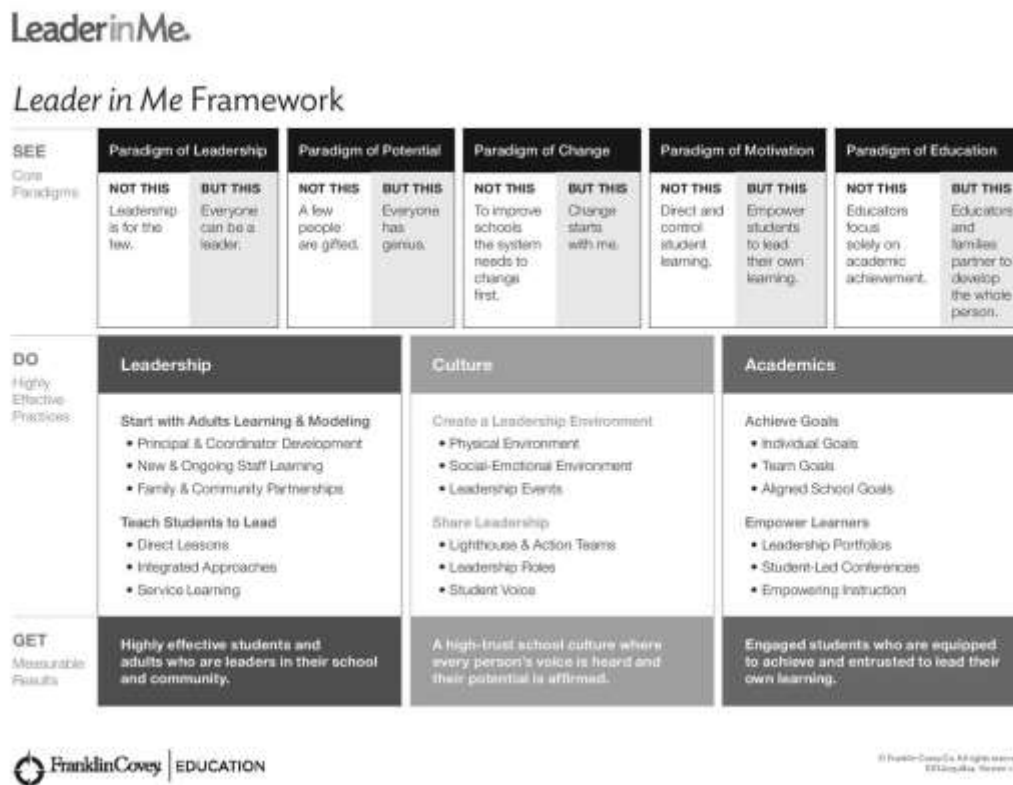 LeaderinMe.
Leader in Me Framework
SEE
Core
Paradigms
Paradigm of Leadership
NOT THIS
Leadership
is for the
few.
BUT THIS
Everyone
can be a
leader.
Paradigm of Potential
NOT THIS
A few
people
are gifted.
BUT THIS
Everyone
has
genius.
Paradigm of Change
NOT THIS
To improve
schools
the system
needs to
change
first.
BUT THIS
Change
starts
with me.
Paradigm of Motivation
NOT THIS
Direct and
control
student
learning.
BUT THIS
Empower
students
to lead
their own
learning.
Paradigm of Education
NOT THIS
Educators
focus
solely on
academic
achievement.
BUT THIS
Educators
and
families
partner to
develop
the whole
person.
DO
Highly
Effective
Practices
Leadership
Start with Adults Learning & Modeling
• Principal & Coordinator Development
• New & Ongoing Staff Learning
• Family & Community Partnerships
Teach Students to Lead
• Direct Lessons
• Integrated Approaches
• Service Learning
Culture
Create a Leadership Environment
• Physical Environment
• Social-Emotional Environment
• Leadership Events
Share Leadership
• Lighthouse & Action Teams
• Leadership Roles
• Student Voice
Academics
Achieve Goals
• Individual Goals
• Team Goals
• Aligned School Goals
Empower Learners
• Leadership Portfolios
• Student-Led Conferences
• Empowering Instruction
GET
Measurable
Results
Highly effective students and
adults who are leaders in their school
and community.
A high-trust school culture where
every person's voice is heard and
their potential is affirmed.
Engaged students who are equipped
to achieve and entrusted to lead their
own learning.
FranklinCovey EDUCATION